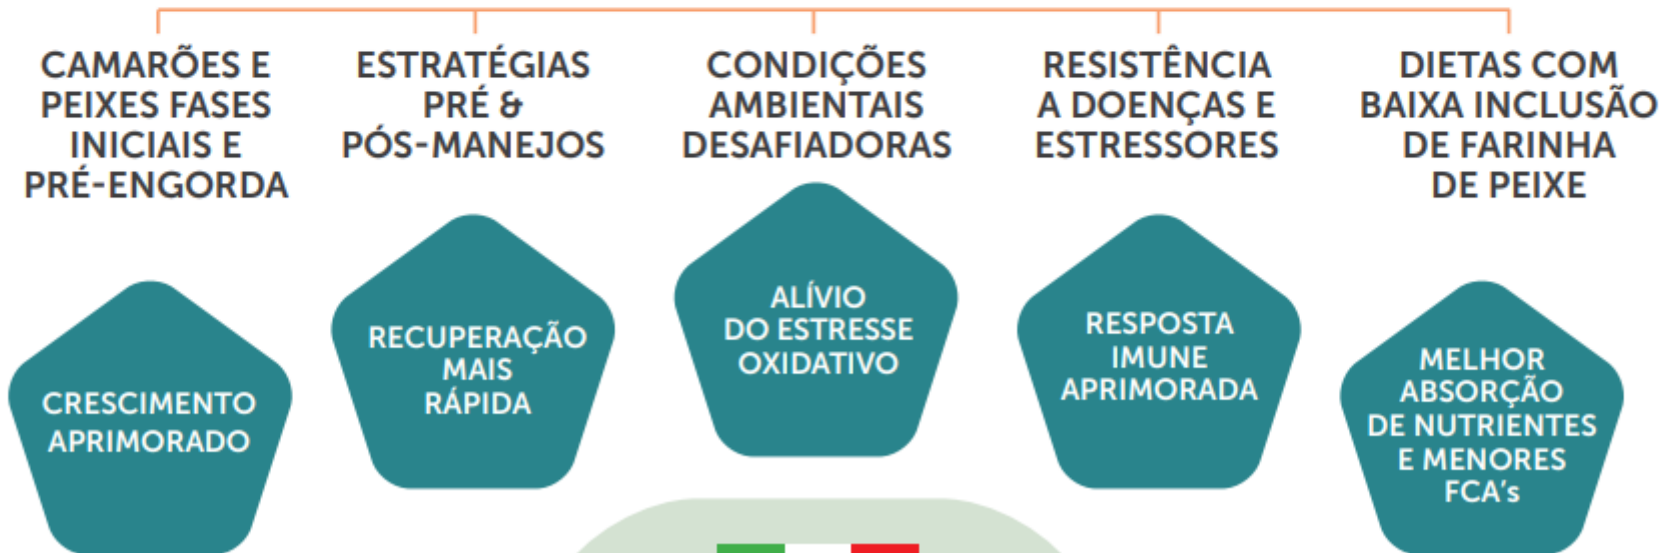 CAMARÕES E
PEIXES FASES
INICIAIS E
PRÉ-ENGORDA
ESTRATÉGIAS
PRÉ &
PÓS-MANEJOS
CONDIÇÕES
AMBIENTAIS
DESAFIADORAS
RESISTÊNCIA
A DOENÇAS E
ESTRESSORES
DIETAS COM
BAIXA INCLUSÃO
DE FARINHA
DE PEIXE
CRESCIMENTO
APRIMORADO
RECUPERAÇÃO
MAIS
RÁPIDA
ALÍVIO
DO ESTRESSE
OXIDATIVO
RESPOSTA
IMUNE
APRIMORADA
MELHOR
ABSORÇÃO
DE NUTRIENTES
E MENORES
FCA's